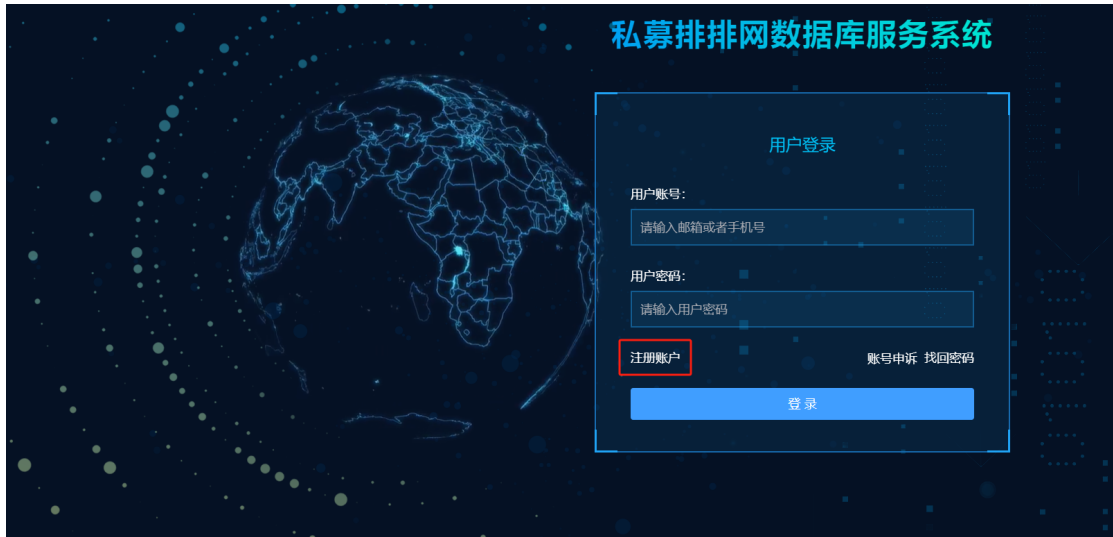 私募排排网数据库服务系统
用户登录
用户账号：
请输入邮箱或者手机号
用户密码：
请输入用户密码
注册账户 账号申诉 找回密码
登 录